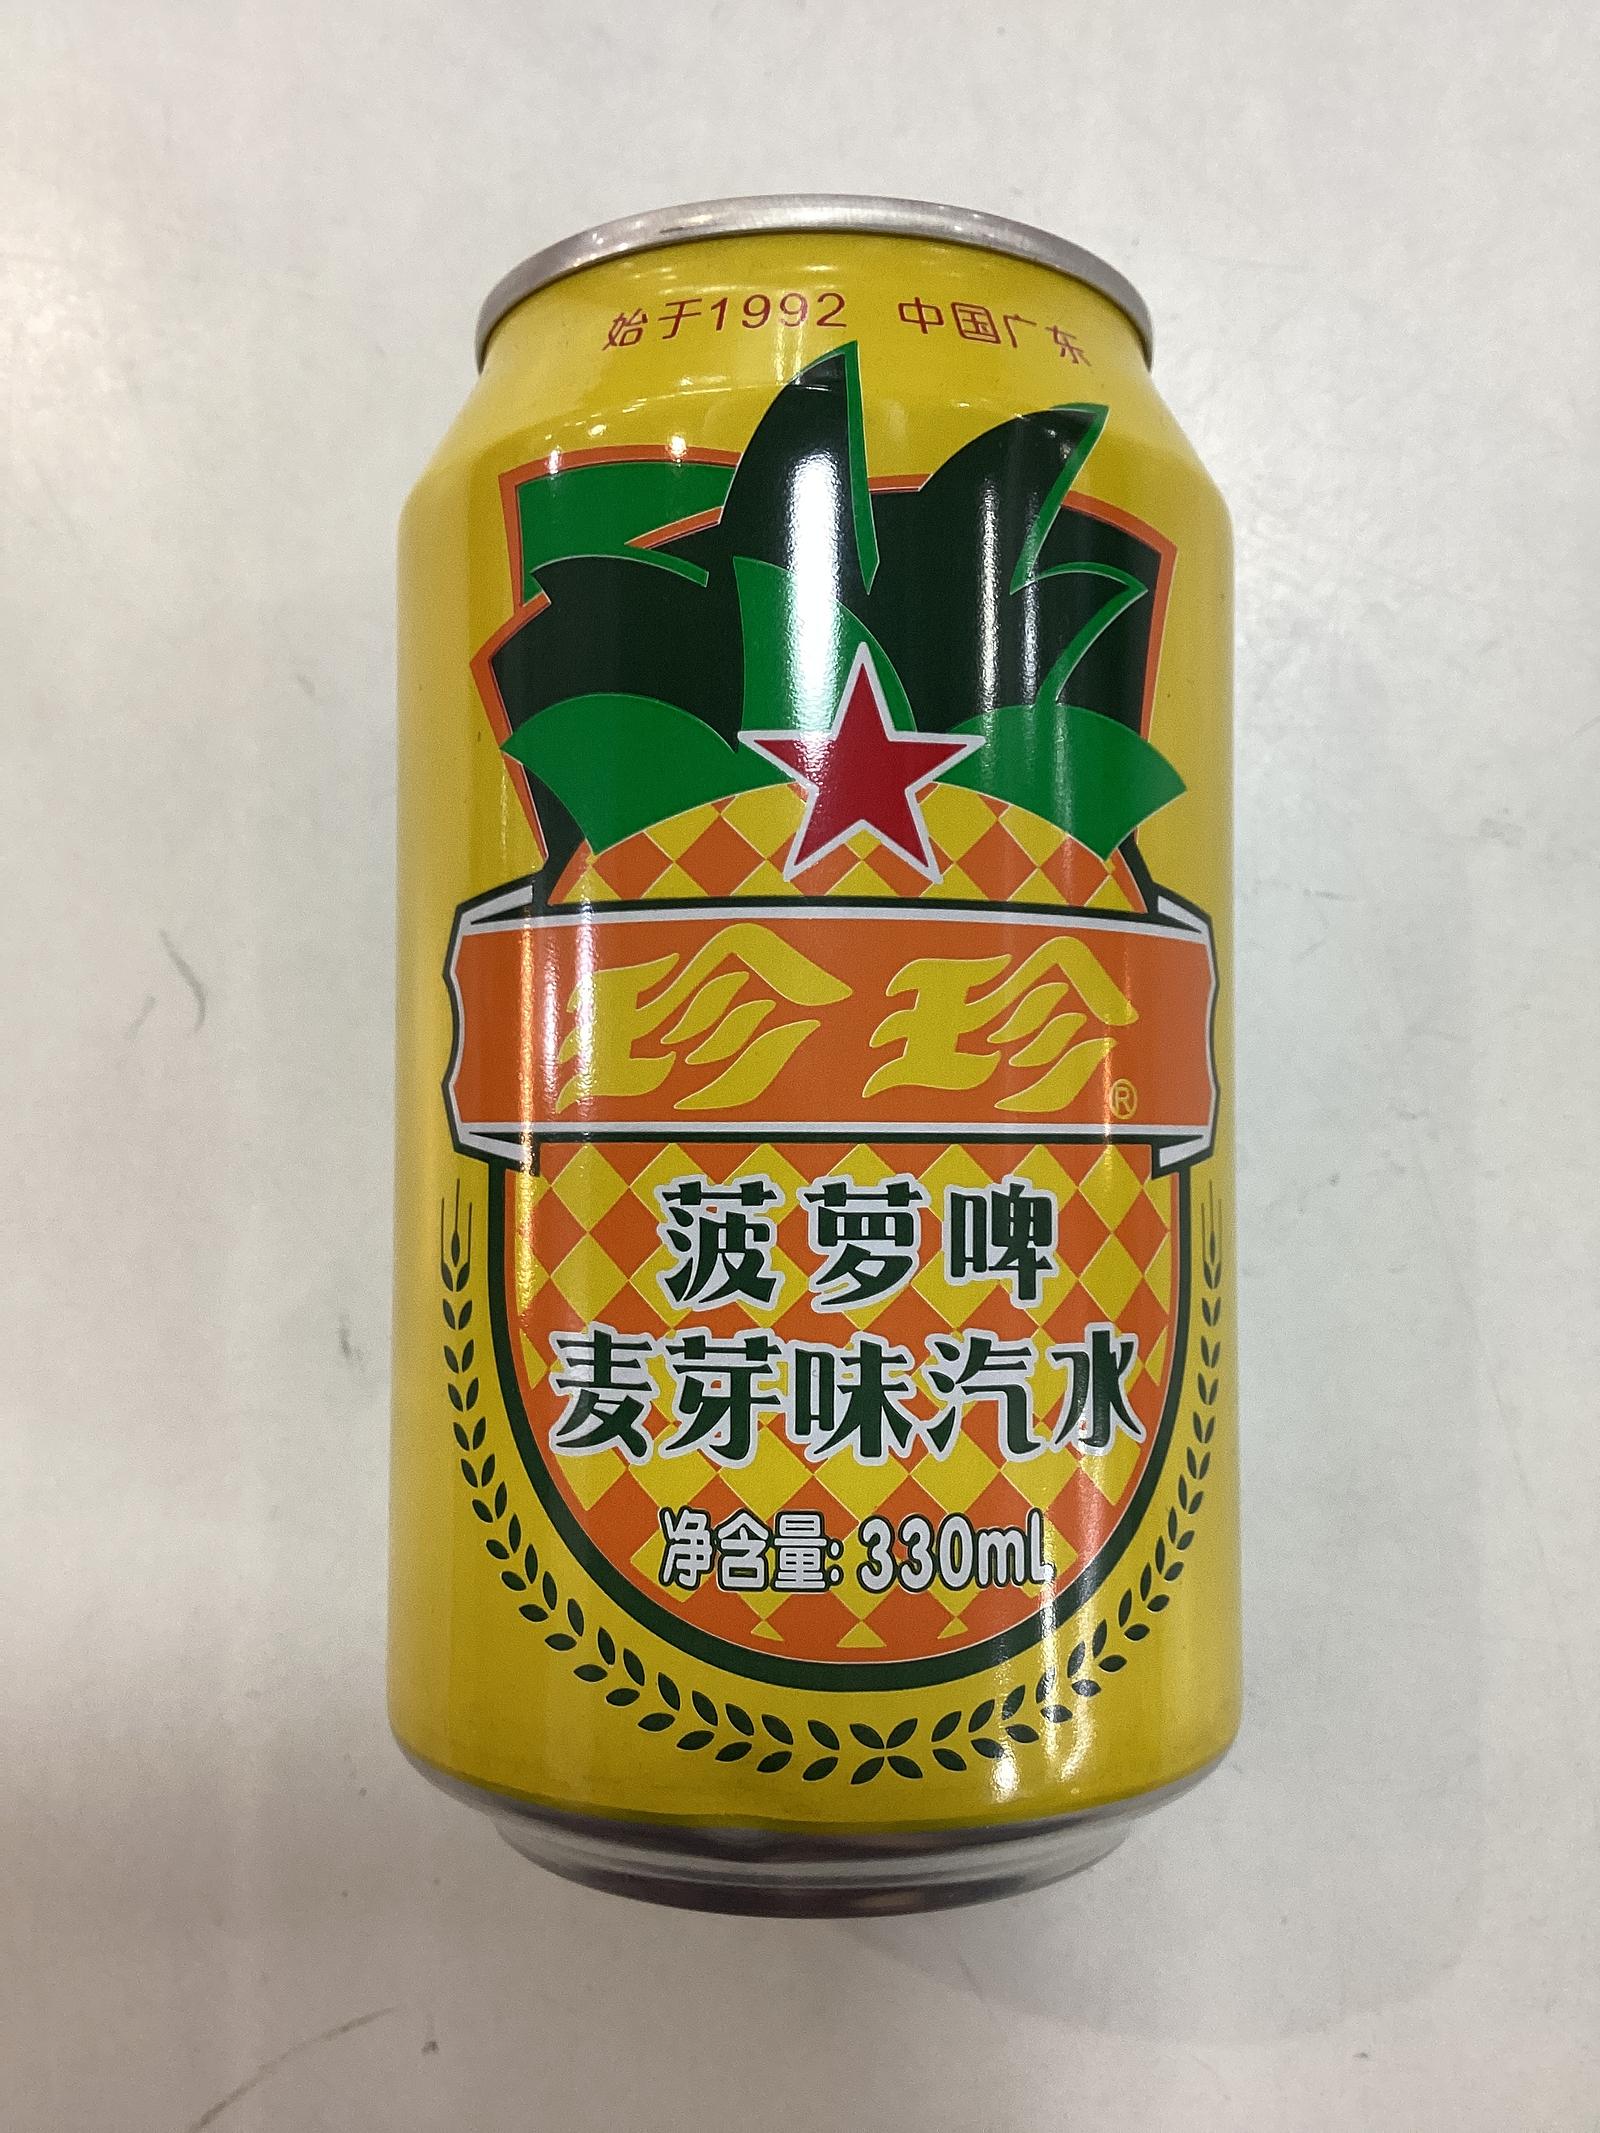 始于1992 中国广东
珍珍®
菠萝啤
麦芽味汽水
净含量:330mL